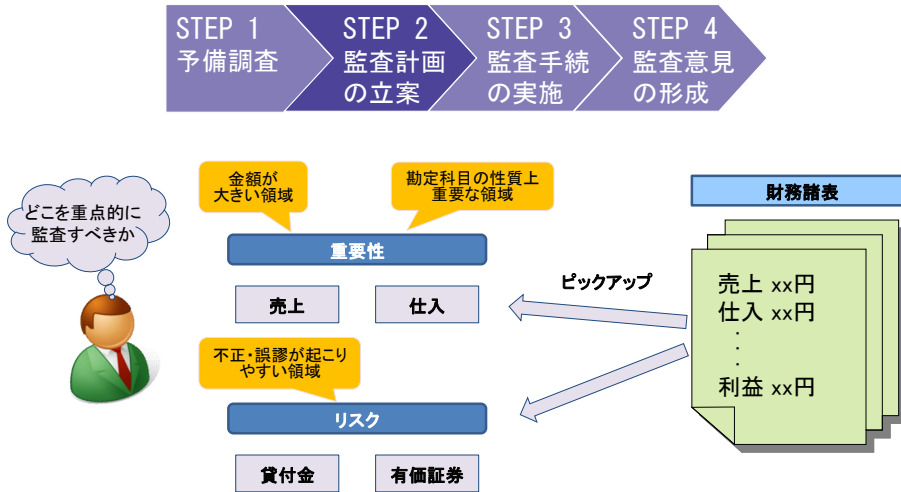 STEP 1
予備調査
STEP 2
監査計画
の立案
STEP 3
監査手続
の実施
STEP 4
監査意見
の形成
どこを重点的に
監査すべきか
金額が
大きい領域
勘定科目の性質上
重要な領域
重要性
売上
仕入
不正・誤謬が起こり
やすい領域
リスク
貸付金
有価証券
ピックアップ
財務諸表
売上 xx円
仕入 xx円
・
・
・
利益 xx円